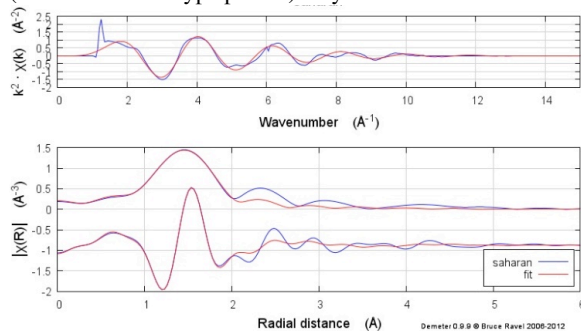 k² · χ(k) (Å⁻²)
2.5
2
1.5
1
0.5
0
-0.5
-1
-1.5
-2
0 2 4 6 8 10 12 14
Wavenumber (Å⁻¹)
|χ(R)| (Å⁻³)
1.5
1
0.5
0
-0.5
-1
-1.5
-2
saharan
fit
0 1 2 3 4 5 6
Radial distance (Å)
Demeter 0.9.9 © Bruce Ravel 2006-2012